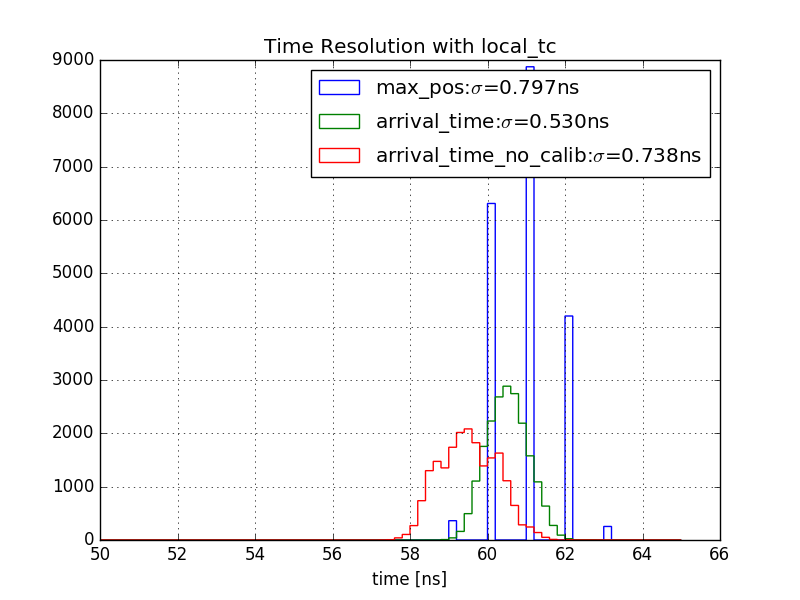 Time Resolution with local_tc
max_pos:σ=0.797ns
arrival_time:σ=0.530ns
arrival_time_no_calib:σ=0.738ns
9000
8000
7000
6000
5000
4000
3000
2000
1000
0
50 52 54 56 58 60 62 64 66
time [ns]